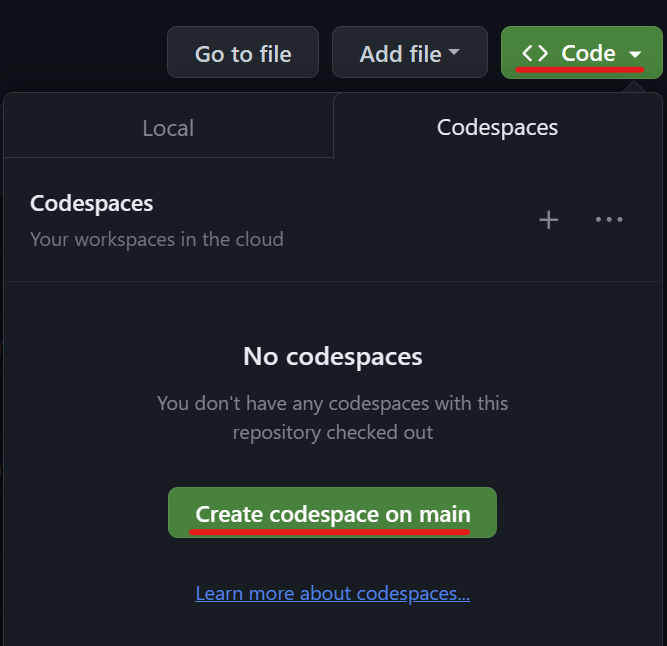 Go to file
Add file
<> Code
Local
Codespaces
Codespaces
Your workspaces in the cloud
No codespaces
You don't have any codespaces with this
repository checked out
Create codespace on main
Learn more about codespaces...